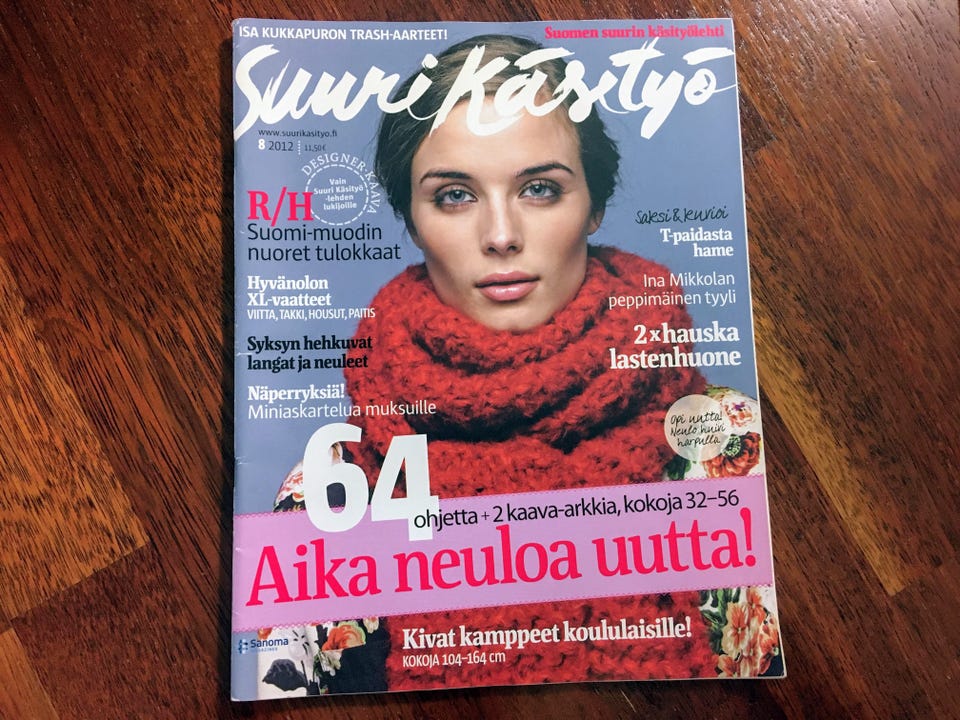 ISA KUKKAPURON TRASH-AARTEET!
Suomen suurin käsityölehti
Suuri Käsityö
www.suurikasityo.fi
8 2012 11,50€
DESIGNER-KAAVA
Vain
Suuri Käsityö
-lehden
lukijoille
R/H
Suomi-muodin
nuoret tulokkaat
Hyvänolon
XL-vaatteet
VIITTA, TAKKI, HOUSUT, PAITIS
Syksyn hehkuvat
langat ja neuleet
Näperryksiä!
Miniaskartelua muksuille
Saksi & kurvioi
T-paidasta
hame
Ina Mikkolan
peppimäinen tyyli
2 x hauska
lastenhuone
Opi uutta!
Neulo huivi
harpulla
64
ohjetta + 2 kaava-arkkia, kokoja 32–56
Aika neuloa uutta!
Sanoma
MAGAZINES
Kivat kamppeet koululaisille!
KOKOJA 104–164 cm